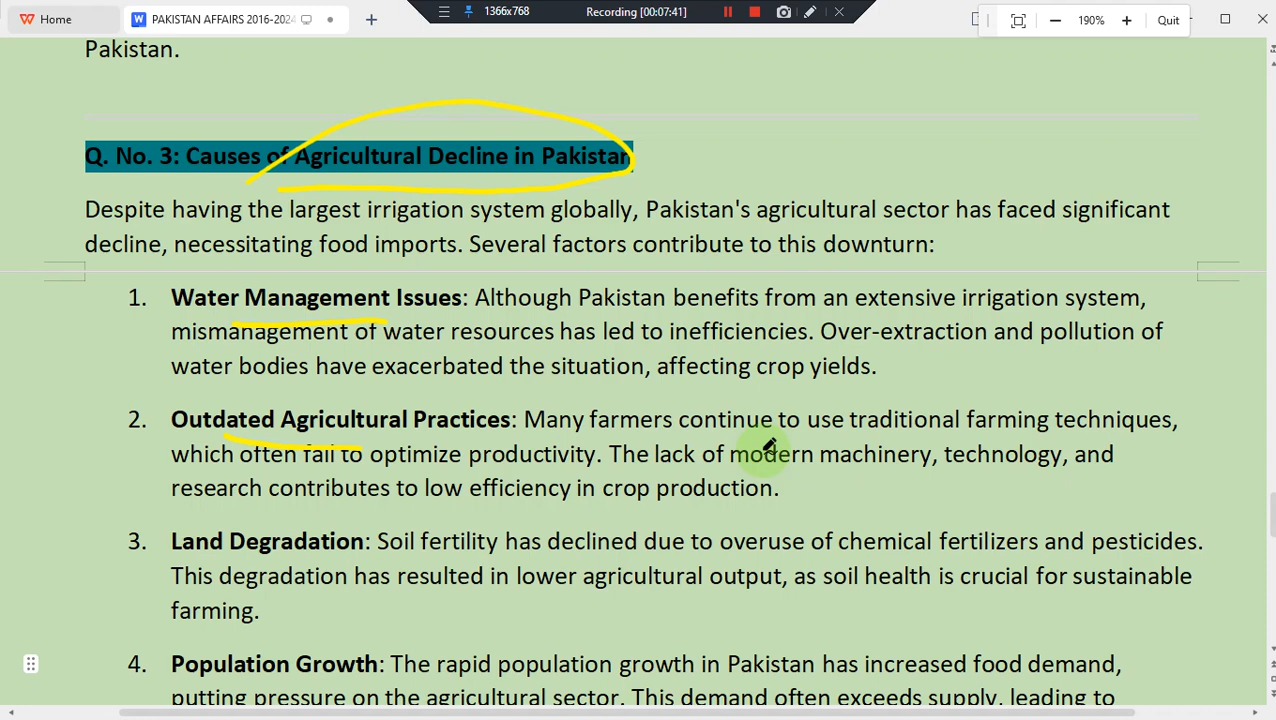 Home
PAKISTAN AFFAIRS 2016-2024
1366x768
Recording [00:07:41]
190%
Quit
Pakistan.
Q. No. 3: Causes of Agricultural Decline in Pakistan
Despite having the largest irrigation system globally, Pakistan's agricultural sector has faced significant
decline, necessitating food imports. Several factors contribute to this downturn:
1. Water Management Issues: Although Pakistan benefits from an extensive irrigation system,
mismanagement of water resources has led to inefficiencies. Over-extraction and pollution of
water bodies have exacerbated the situation, affecting crop yields.
2. Outdated Agricultural Practices: Many farmers continue to use traditional farming techniques,
which often fail to optimize productivity. The lack of modern machinery, technology, and
research contributes to low efficiency in crop production.
3. Land Degradation: Soil fertility has declined due to overuse of chemical fertilizers and pesticides.
This degradation has resulted in lower agricultural output, as soil health is crucial for sustainable
farming.
4. Population Growth: The rapid population growth in Pakistan has increased food demand,
putting pressure on the agricultural sector. This demand often exceeds supply, leading to